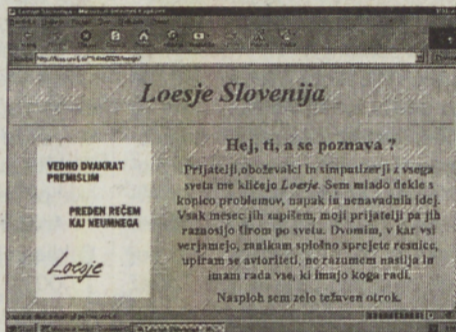 Loesje Slovenija
VEDNO DVAKRAT
PREMISLIM
PREDEN REČEM
KAJ NEUMNEGA
Loesje
Hej, ti, a se poznava ?
Prijatelji,oboževalci in simpatizerji z vsega
sveta me kličejo Loesje. Sem mlado dekle s
kopico problemov, napak in nenavadnih idej.
Vsak mesec jih zapišem, moji prijatelji pa jih
raznosijo širom po svetu. Dvomim, v kar vsi
verjamejo, zanikam splošno sprejete resnice,
upiram se avtoriteti, ne razumem nasilja in
imam rada vse, ki imajo koga radi.
Nasploh sem zelo težaven otrok.